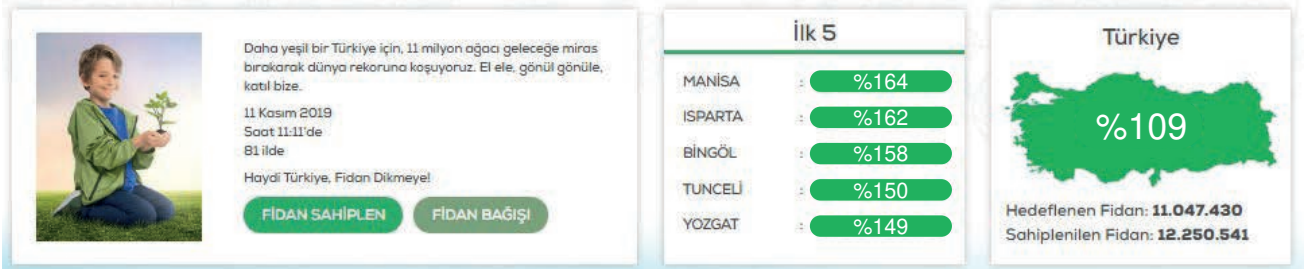 Daha yeşil bir Türkiye için, 11 milyon ağacı geleceğe miras
bırakarak dünya rekoruna koşuyoruz. El ele, gönül gönüle,
katıl bize.
11 Kasım 2019
Saat 11:11'de
81 ilde
Haydi Türkiye, Fidan Dikmeye!
FİDAN SAHİPLEN FİDAN BAĞIŞI
İlk 5
MANİSA : %164
ISPARTA : %162
BİNGÖL : %158
TUNCELİ : %150
YOZGAT : %149
Türkiye
%109
Hedeflenen Fidan: 11.047.430
Sahiplenilen Fidan: 12.250.541